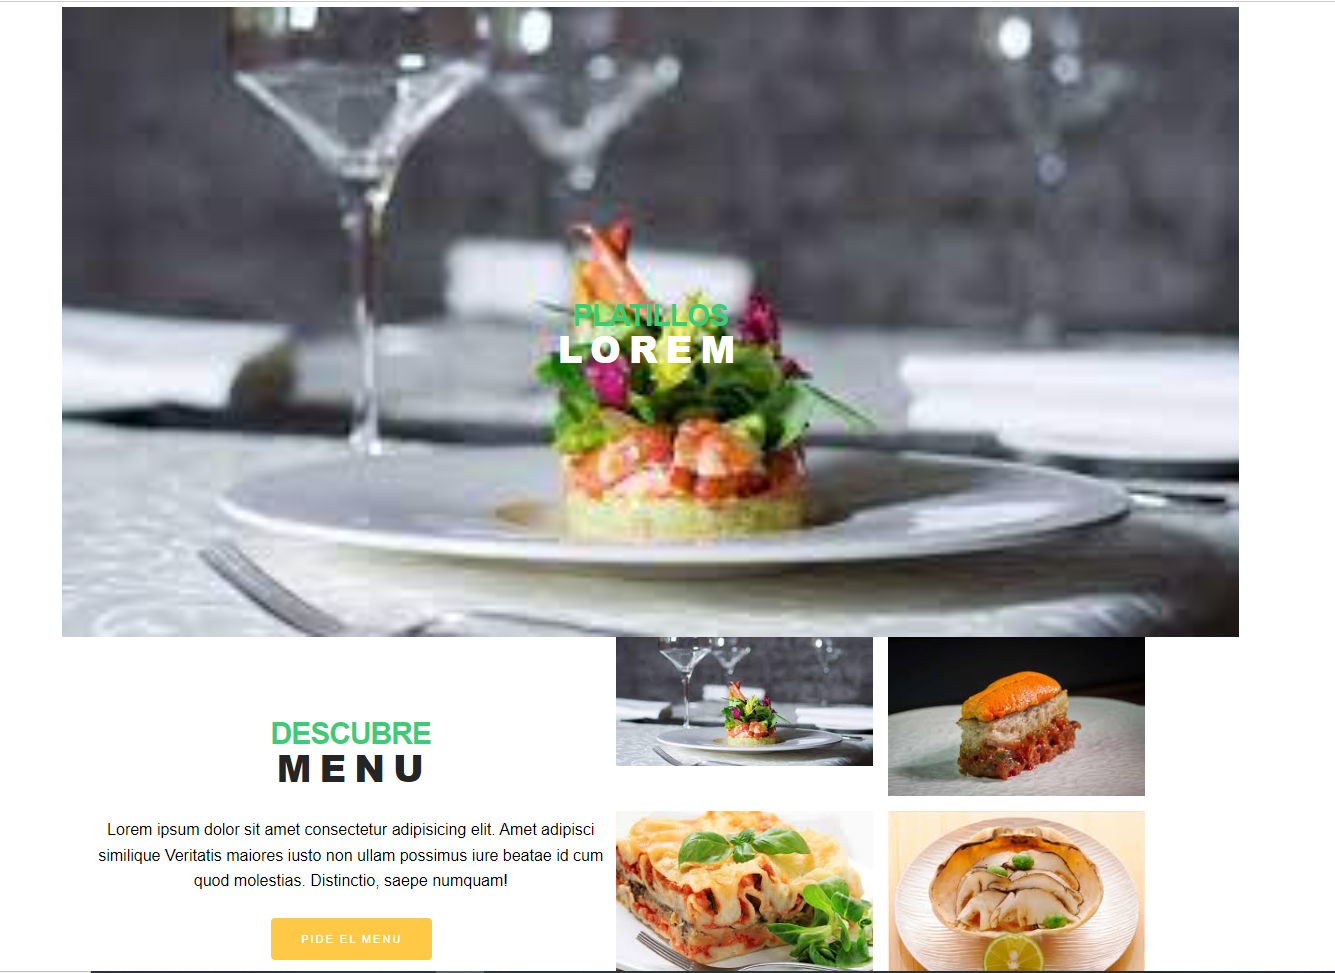 PLATILLOS
LOREM
DESCUBRE
MENU
Lorem ipsum dolor sit amet consectetur adipisicing elit. Amet adipisci
similique Veritatis maiores iusto non ullam possimus iure beatae id cum
quod molestias. Distinctio, saepe numquam!
PIDE EL MENU